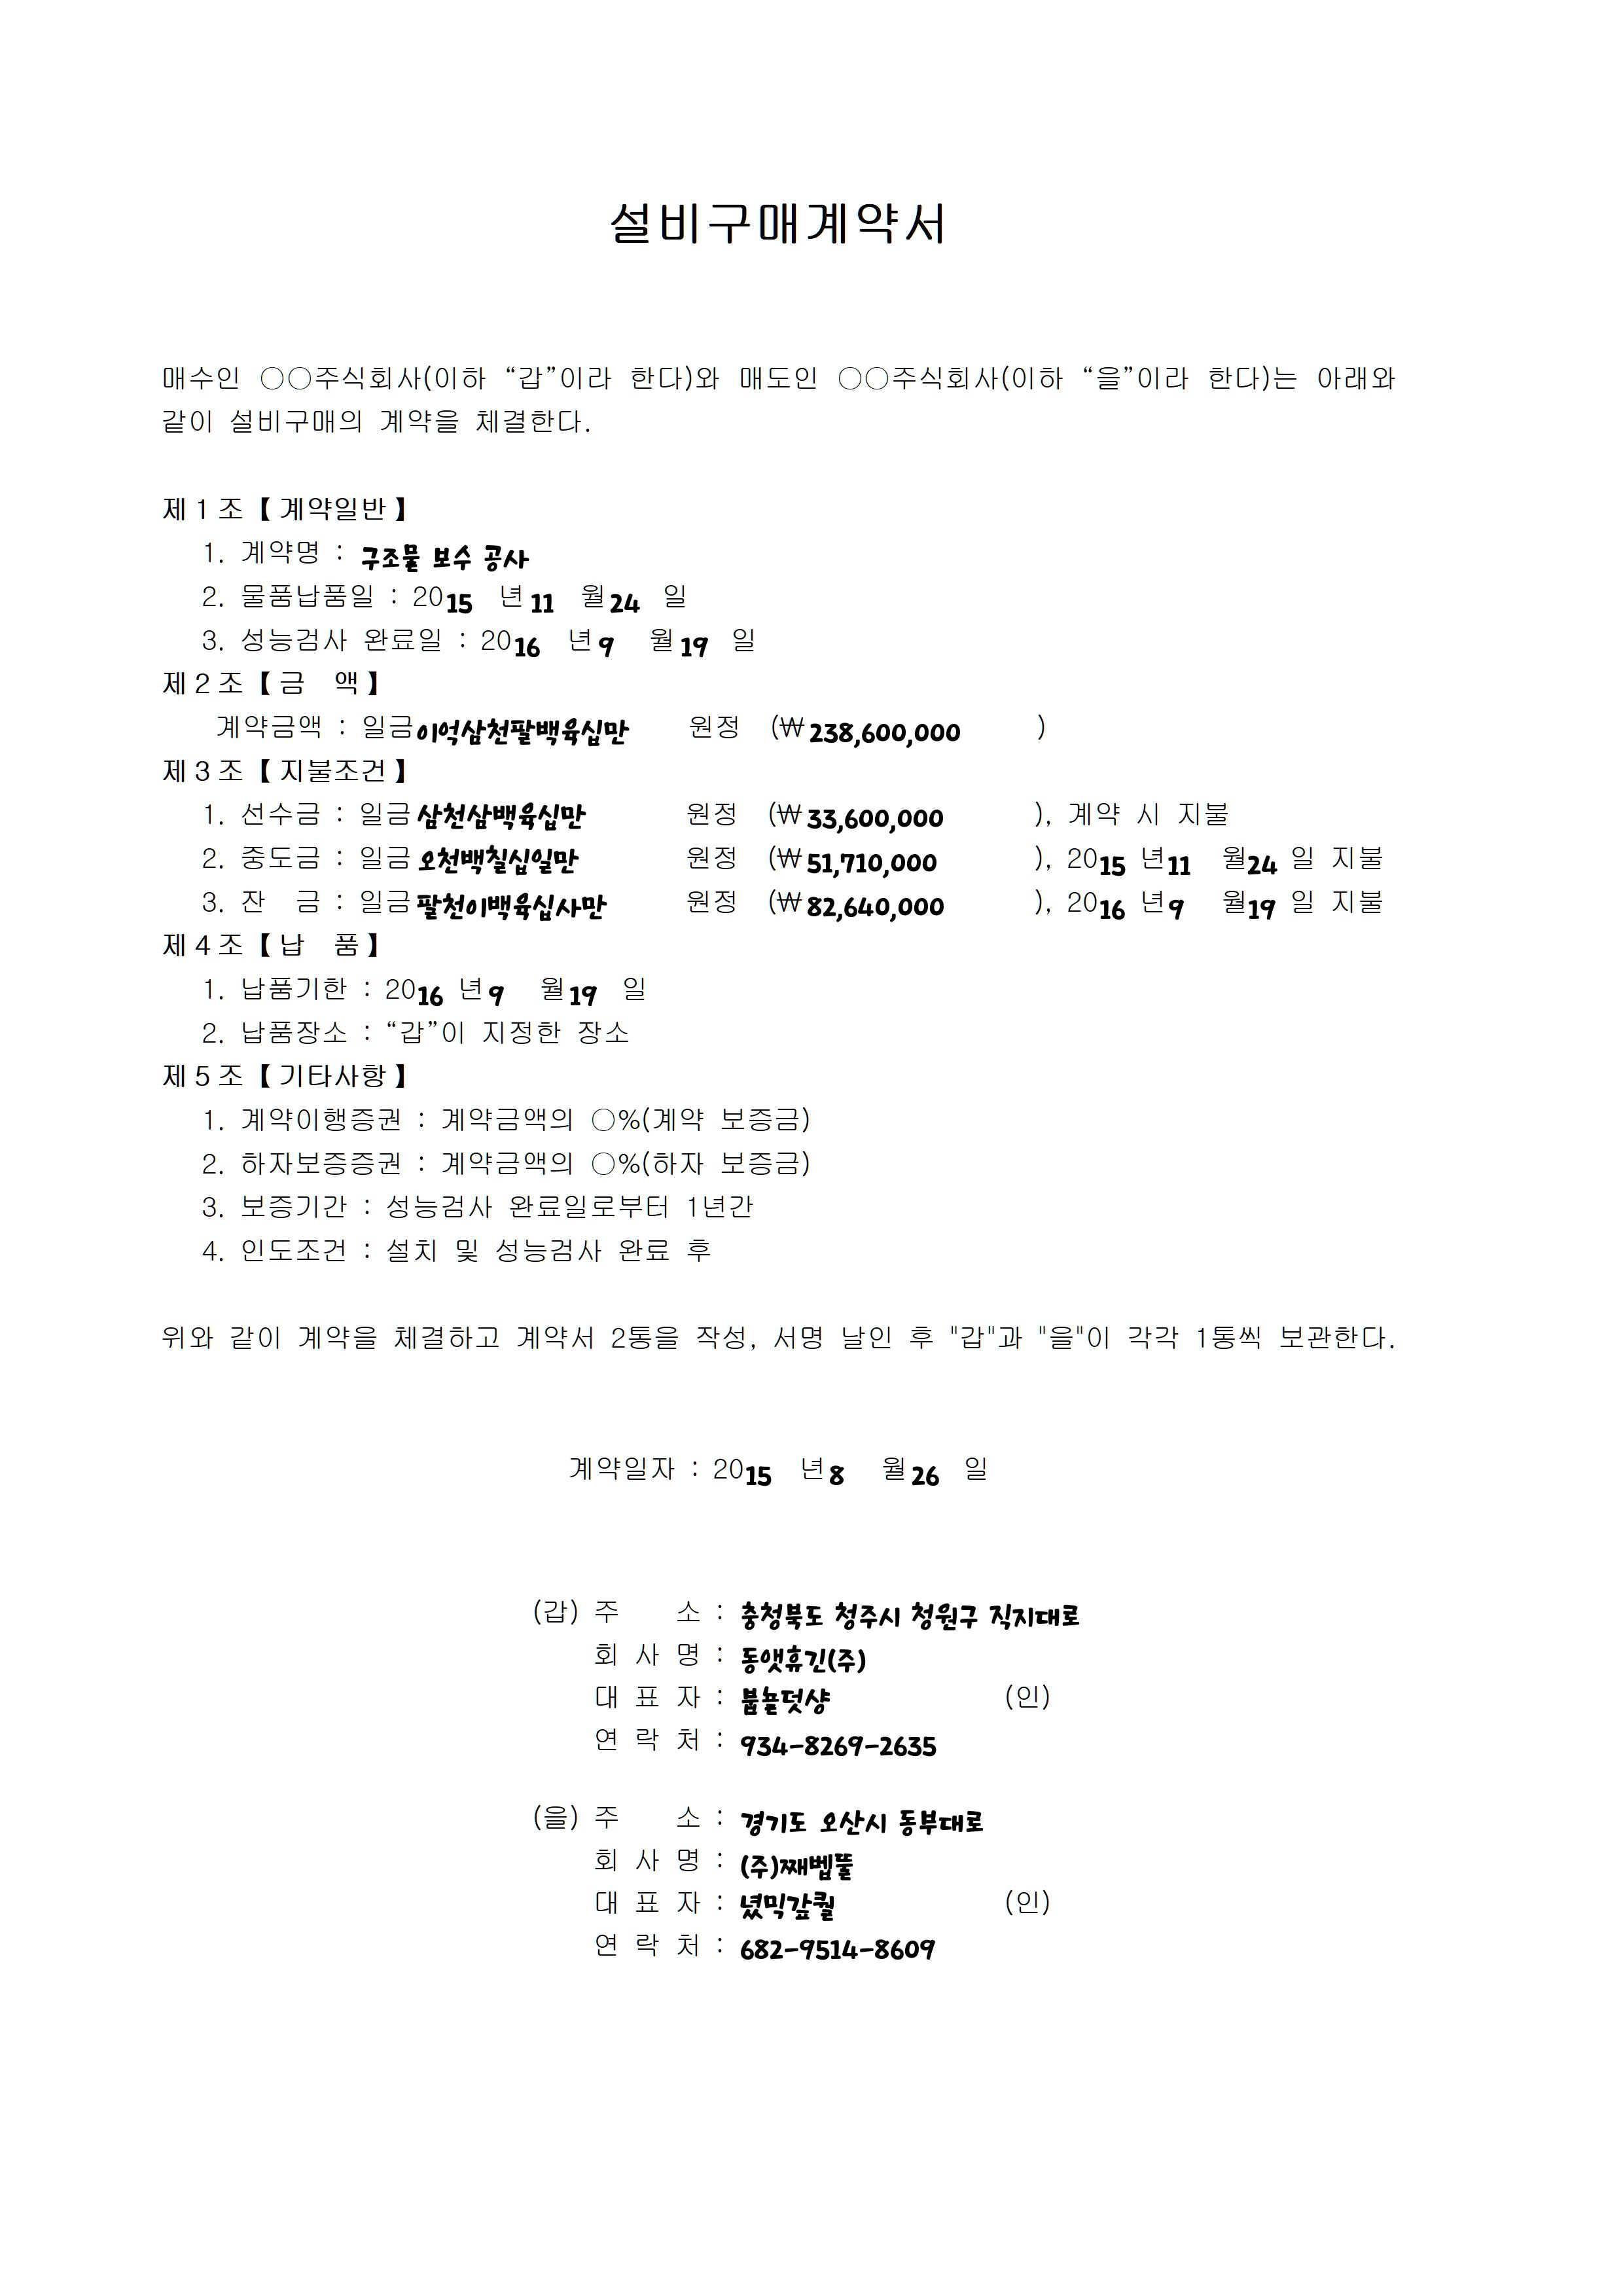 설비구매계약서
매수인 ○○주식회사(이하 “갑”이라 한다)와 매도인 ○○주식회사(이하 “을”이라 한다)는 아래와
같이 설비구매의 계약을 체결한다.
제1조【계약일반】
1. 계약명 : 구조물 보수 공사
2. 물품납품일 : 2015 년 11 월 24 일
3. 성능검사 완료일 : 2016 년 9 월 19 일
제2조【금 액】
계약금액 : 일금 이억삼천팔백육십만 원정 (₩238,600,000 )
제3조【지불조건】
1. 선수금 : 일금 삼천삼백육십만 원정 (₩33,600,000 ), 계약 시 지불
2. 중도금 : 일금 오천백칠십일만 원정 (₩51,710,000 ), 2015 년 11 월 24 일 지불
3. 잔 금 : 일금 팔천이백육십사만 원정 (₩82,640,000 ), 2016 년 9 월 19 일 지불
제4조【납 품】
1. 납품기한 : 2016 년 9 월 19 일
2. 납품장소 : “갑”이 지정한 장소
제5조【기타사항】
1. 계약이행증권 : 계약금액의 ○%(계약 보증금)
2. 하자보증증권 : 계약금액의 ○%(하자 보증금)
3. 보증기간 : 성능검사 완료일로부터 1년간
4. 인도조건 : 설치 및 성능검사 완료 후
위와 같이 계약을 체결하고 계약서 2통을 작성, 서명 날인 후 "갑"과 "을"이 각각 1통씩 보관한다.
계약일자 : 2015 년 8 월 26 일
(갑) 주 소 : 충청북도 청주시 청원구 직지대로
회 사 명 : 동앳휴긴(주)
대 표 자 : (인)
연 락 처 : 934-8269-2635
(을) 주 소 : 경기도 오산시 동부대로
회 사 명 : (주)째볩뚤
대 표 자 : (인)
연 락 처 : 682-9514-8609